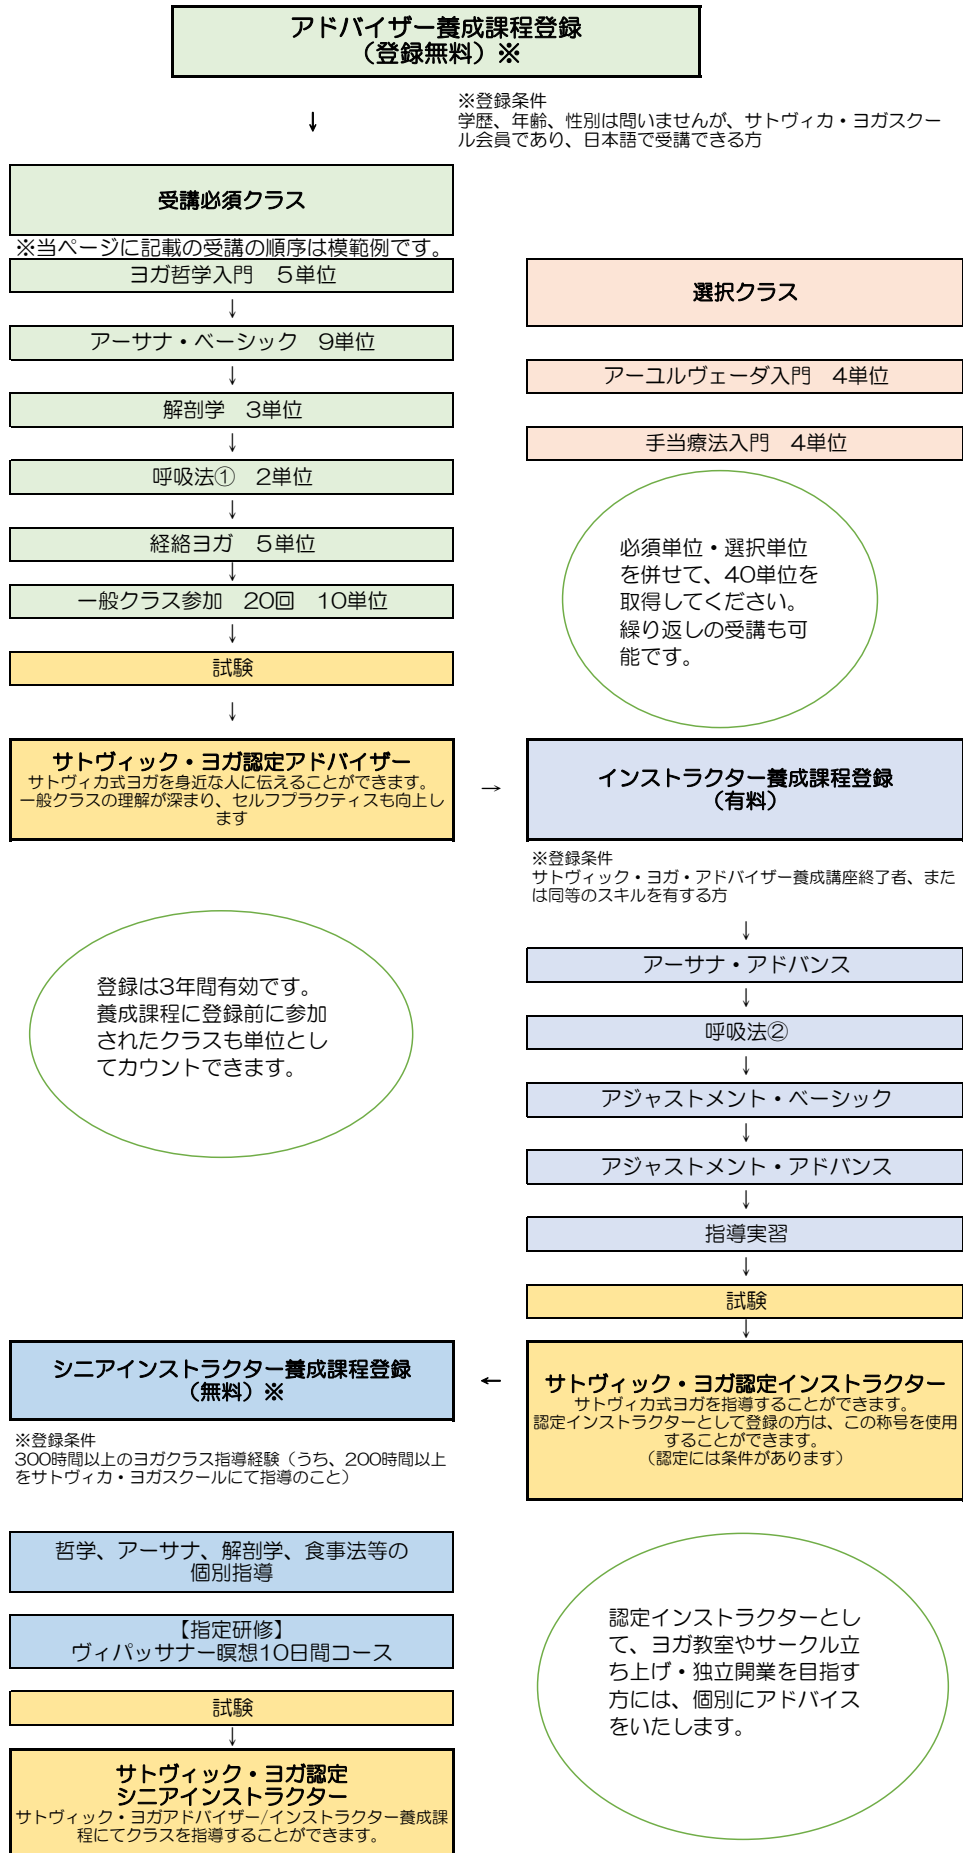 アドバイザー養成課程登録
（登録無料）※
↓
※登録条件
学歴、年齢、性別は問いませんが、サトヴィカ・ヨガスクー
ル会員であり、日本語で受講できる方
受講必須クラス
※当ページに記載の受講の順序は模範例です。
ヨガ哲学入門　5単位
↓
アーサナ・ベーシック　9単位
↓
解剖学　3単位
↓
呼吸法①　2単位
↓
経絡ヨガ　5単位
↓
一般クラス参加　20回　10単位
↓
試験
↓
選択クラス
アーユルヴェーダ入門　4単位
手当療法入門　4単位
必須単位・選択単位
を併せて、40単位を
取得してください。
繰り返しの受講も可
能です。
サトヴィック・ヨガ認定アドバイザー
サトヴィカ式ヨガを身近な人に伝えることができます。
一般クラスの理解が深まり、セルフプラクティスも向上し
ます
→
インストラクター養成課程登録
（有料）
※登録条件
サトヴィック・ヨガ・アドバイザー養成講座終了者、また
は同等のスキルを有する方
↓
登録は3年間有効です。
養成課程に登録前に参加
されたクラスも単位とし
てカウントできます。
アーサナ・アドバンス
↓
呼吸法②
↓
アジャストメント・ベーシック
↓
アジャストメント・アドバンス
↓
指導実習
↓
試験
↓
サトヴィック・ヨガ認定インストラクター
サトヴィカ式ヨガを指導することができます。
認定インストラクターとして登録の方は、この称号を使用
することができます。
（認定には条件があります）
←
シニアインストラクター養成課程登録
（無料）※
※登録条件
300時間以上のヨガクラス指導経験（うち、200時間以上
をサトヴィカ・ヨガスクールにて指導のこと）
哲学、アーサナ、解剖学、食事法等の
個別指導
【指定研修】
ヴィパッサナー瞑想10日間コース
試験
↓
サトヴィック・ヨガ認定
シニアインストラクター
サトヴィック・ヨガアドバイザー/インストラクター養成課
程にてクラスを指導することができます。
認定インストラクターとし
て、ヨガ教室やサークル立
ち上げ・独立開業を目指す
方には、個別にアドバイス
をいたします。